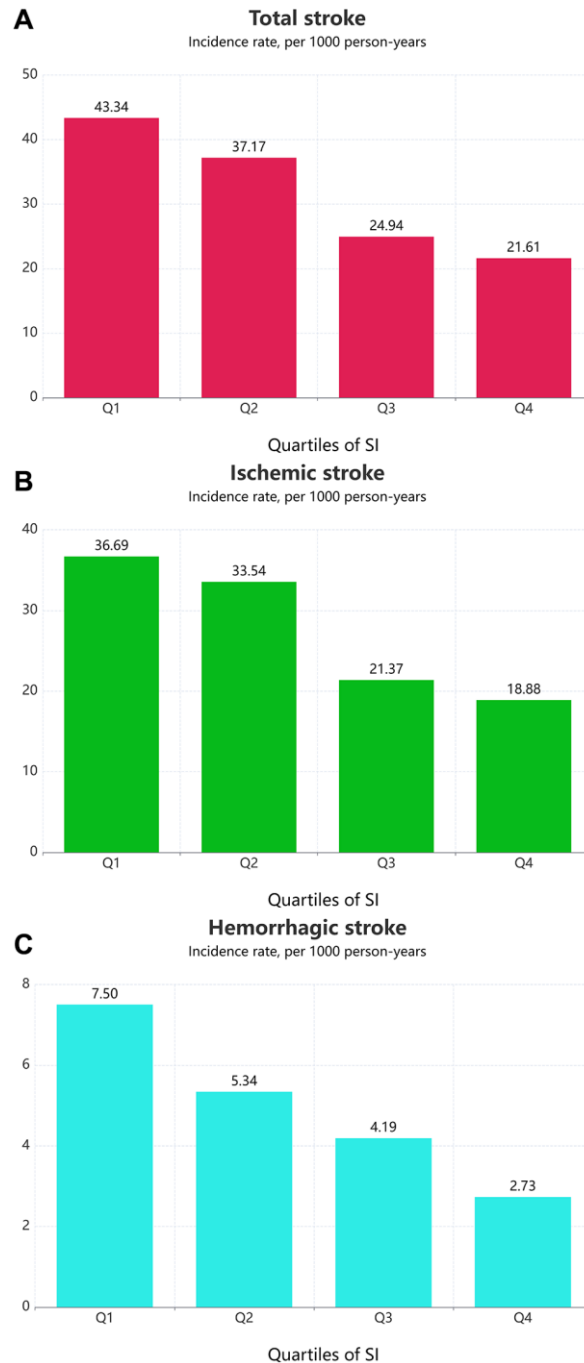 A
Total stroke
Incidence rate, per 1000 person-years
50
43.34
40
37.17
30
24.94
21.61
20
10
0
Q1 Q2 Q3 Q4
Quartiles of SI
B
Ischemic stroke
Incidence rate, per 1000 person-years
40
36.69
33.54
30
21.37
20
18.88
10
0
Q1 Q2 Q3 Q4
Quartiles of SI
C
Hemorrhagic stroke
Incidence rate, per 1000 person-years
8
7.50
6
5.34
4.19
4
2.73
2
0
Q1 Q2 Q3 Q4
Quartiles of SI